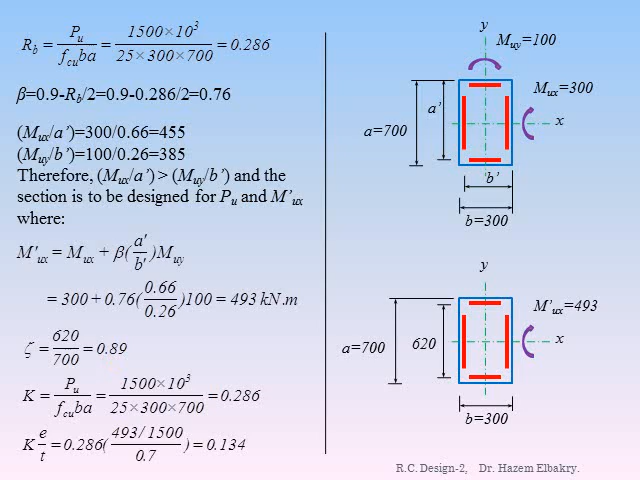 R_b = P_u / f_cu ba = 1500×10³ / 25×300×700 = 0.286
β=0.9-R_b/2=0.9-0.286/2=0.76
(M_ux/a’)=300/0.66=455
(M_uy/b’)=100/0.26=385
Therefore, (M_ux/a’) > (M_uy/b’) and the
section is to be designed for P_u and M’_ux
where:
M'_ux = M_ux + β(a'/b')M_uy
= 300 + 0.76(0.66/0.26)100 = 493 kN.m
ζ = 620/700 = 0.89
K = P_u / f_cu ba = 1500×10³ / 25×300×700 = 0.286
K e/t = 0.286(493/1500 / 0.7) = 0.134
y
M_uy=100
M_ux=300
a’
x
a=700
b’
b=300
y
M’_ux=493
x
a=700
620
b=300
R.C. Design-2, Dr. Hazem Elbakry.